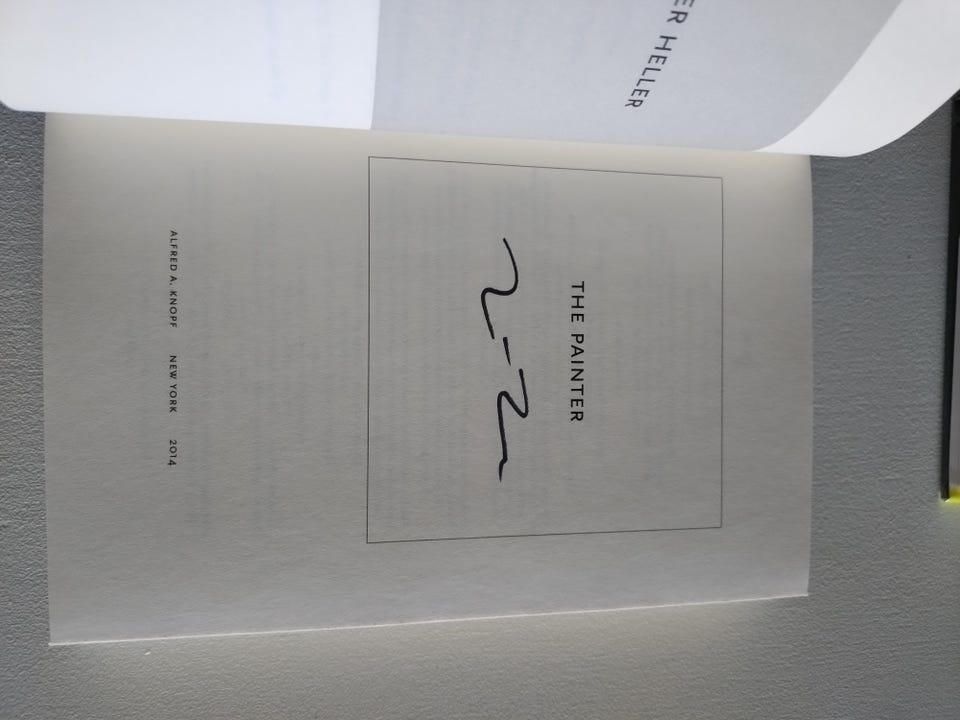 ER HELLER
THE PAINTER
ALFRED A. KNOPF NEW YORK 2014